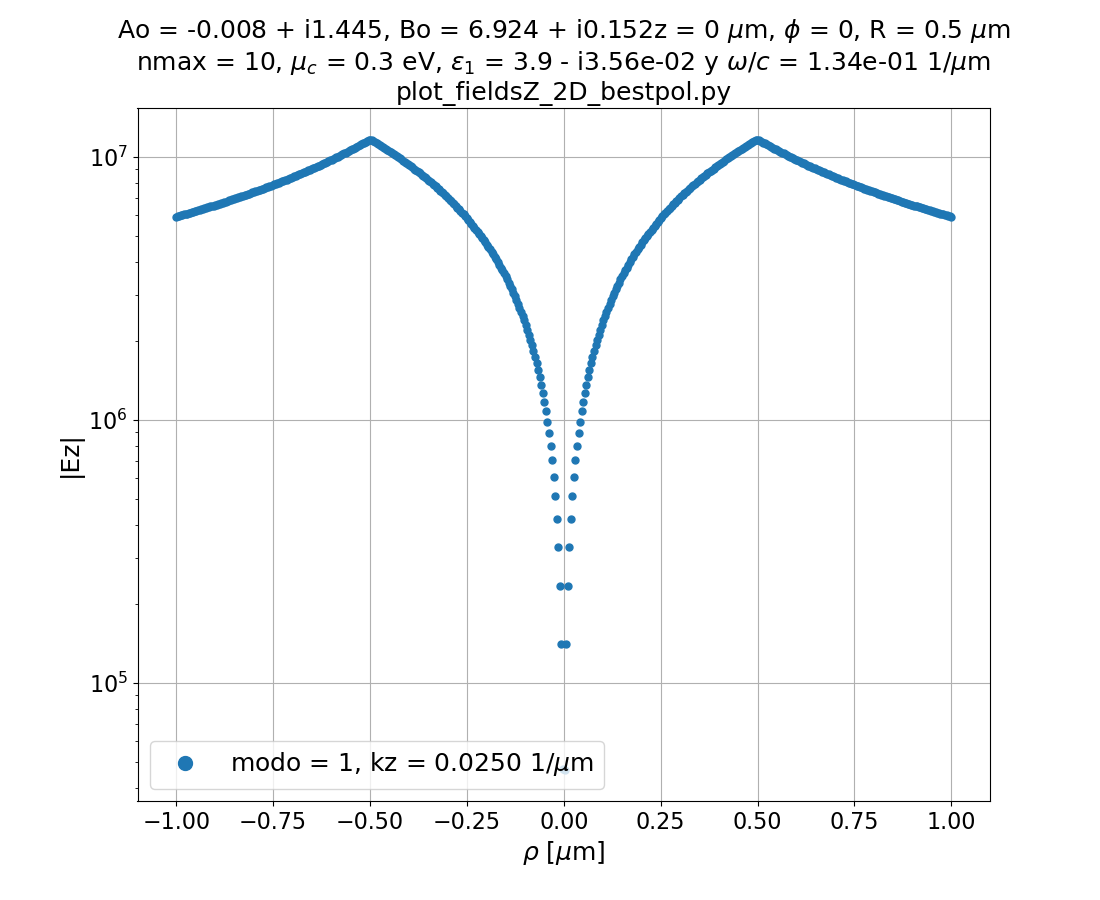 Ao = -0.008 + i1.445, Bo = 6.924 + i0.152z = 0 μm, ϕ = 0, R = 0.5 μm
nmax = 10, μc = 0.3 eV, ε1 = 3.9 - i3.56e-02 y ω/c = 1.34e-01 1/μm
plot_fieldsZ_2D_bestpol.py
10^7
10^6
10^5
|Ez|
modo = 1, kz = 0.0250 1/μm
−1.00 −0.75 −0.50 −0.25 0.00 0.25 0.50 0.75 1.00
ρ [μm]